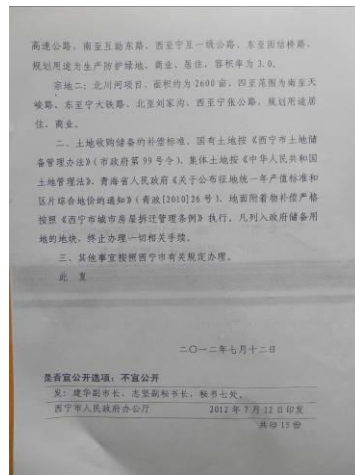 高速公路、南至互助东路、西至宁互一级公路、东至团结桥路，
规划用途为生产防护绿地、商业、居住，容积率为3.0。
宗地二：北川河项目，面积约为2600亩，四至范围为南至天
峻路、东至宁大铁路、北至刘家沟、西至宁张公路，规划用途居
住、商业。
二、土地收购储备的补偿标准，国有土地按《西宁市土地储
备管理办法》（市政府第99号令），集体土地按《中华人民共和国
土地管理法》、青海省人民政府《关于公布征地统一年产值标准和
区片综合地价的通知》（青政[2010]26号），地面附着物补偿严格
按照《西宁市城市房屋拆迁管理条例》执行。凡列入政府储备用
地的地块，终止办理一切相关手续。
三、其他事宜按照西宁市有关规定办理。
此 复
二〇一二年七月十二日
是否宜公开选项：不宜公开
发：建华副市长，志坚副秘书长，秘书七处。
西宁市人民政府办公厅 2012年7月12日印发
共印15份